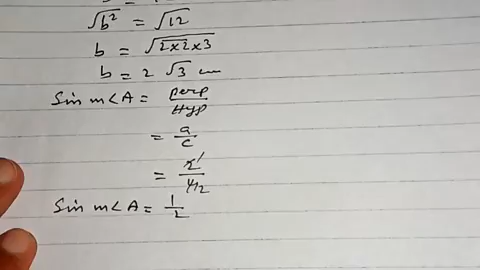 √b² = √12
b = √2×2×3
b = 2 √3 cm
Sin m∠A = perp/Hyp
= a/c
= 2/4
Sin m∠A = 1/2